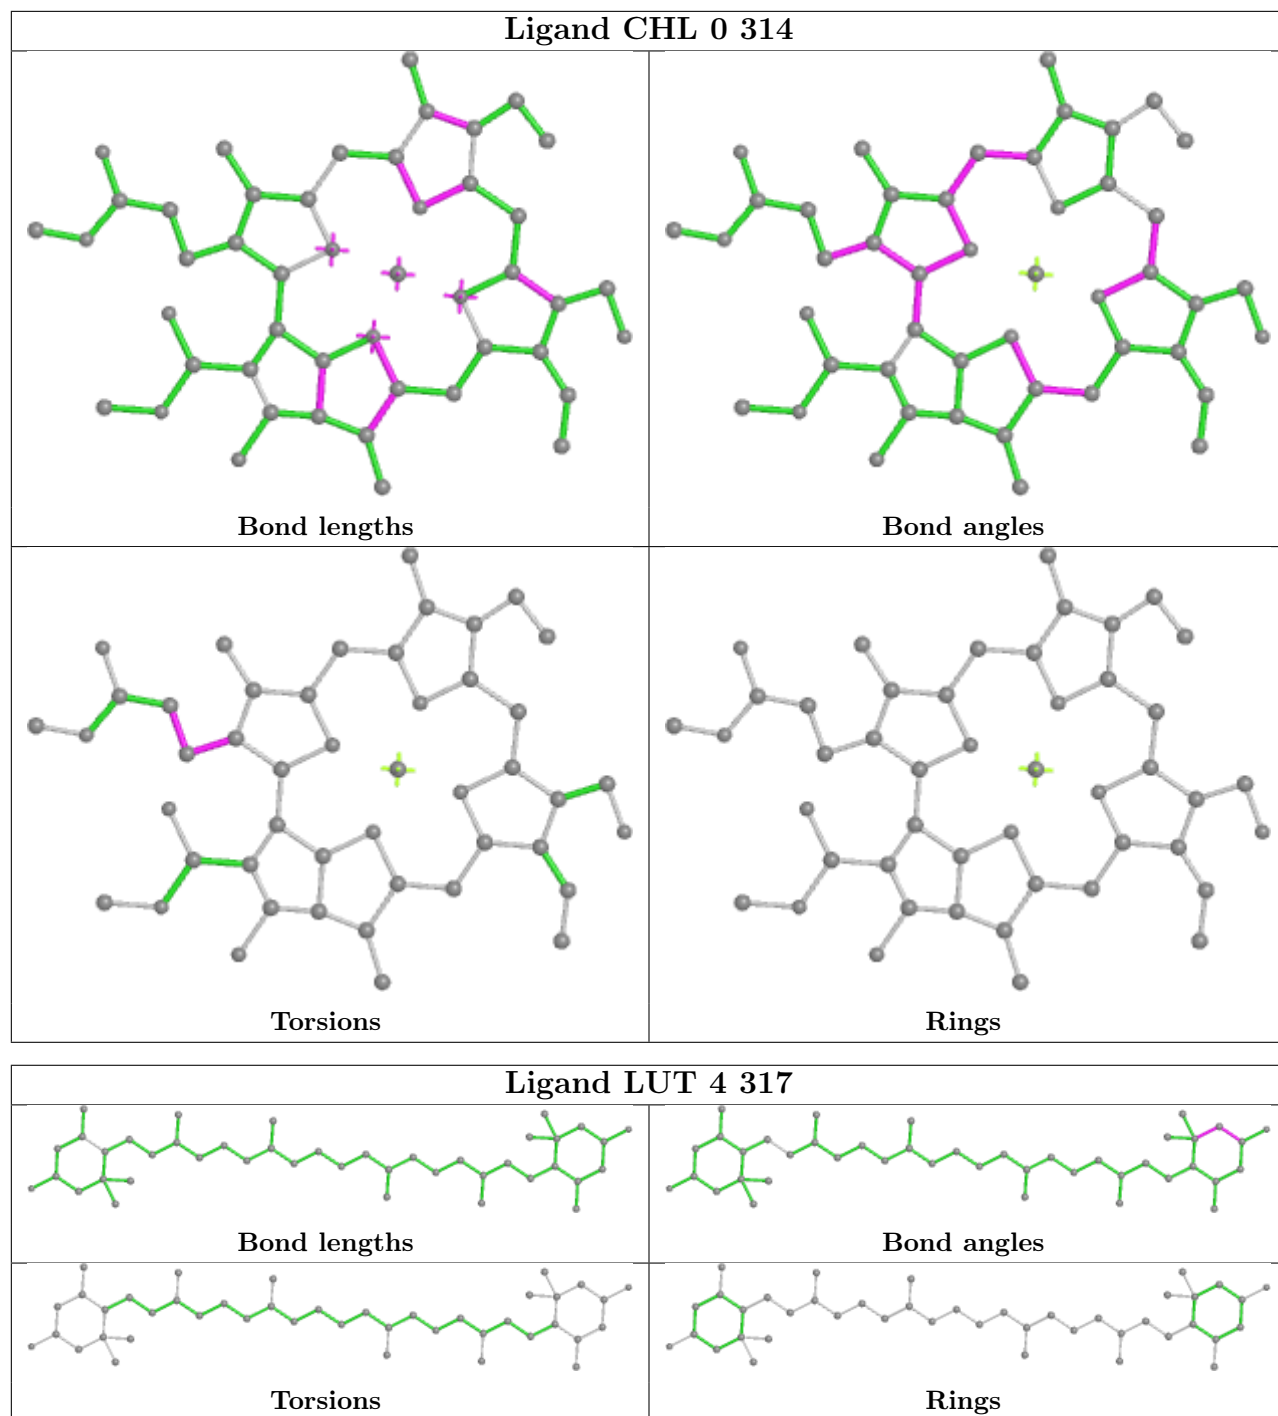 Ligand CHL 0 314
Bond lengths
Bond angles
Torsions
Rings
Ligand LUT 4 317
Bond lengths
Bond angles
Torsions
Rings